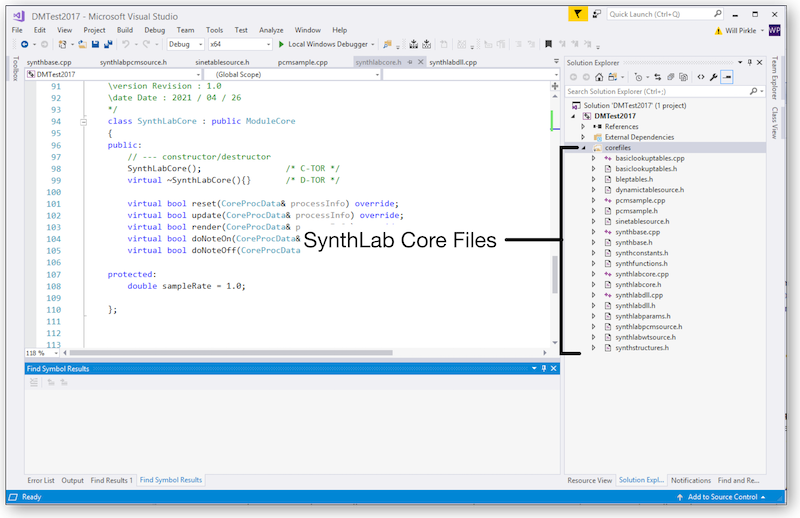 DMTest2017 - Microsoft Visual Studio
Quick Launch (Ctrl+Q)
File Edit View Project Build Debug Team Tools Test Analyze Window Help
Will Pirkle WP
Debug x64 Local Windows Debugger
Toolbox
synthbase.cpp synthlabpcmsource.h sinetablesource.h pcmsample.cpp synthlabcore.h synthlabdll.cpp
DMTest2017 (Global Scope)
91 \version Revision : 1.0
92 \date Date : 2021 / 04 / 26
93 */
94 class SynthLabCore : public ModuleCore
95 {
96 public:
97 // --- constructor/destructor
98 SynthLabCore(); /* C-TOR */
99 virtual ~SynthLabCore(){} /* D-TOR */
100
101 virtual bool reset(CoreProcData& processInfo) override;
102 virtual bool update(CoreProcData& processInfo) override;
103 virtual bool render(CoreProcData& p
104 virtual bool doNoteOn(CoreProcData&
105 virtual bool doNoteOff(CoreProcData
106
107 protected:
108 double sampleRate = 1.0;
109
110 };
111
112
113
118 %
SynthLab Core Files
Find Symbol Results
Error List Output Find Results 1 Find Symbol Results
Solution Explorer
Search Solution Explorer (Ctrl+;)
Solution 'DMTest2017' (1 project)
DMTest2017
References
External Dependencies
corefiles
basiclookuptables.cpp
basiclookuptables.h
bleptables.h
dynamictablesource.h
pcmsample.cpp
pcmsample.h
sinetablesource.h
synthbase.cpp
synthbase.h
synthconstants.h
synthfunctions.h
synthlabcore.cpp
synthlabcore.h
synthlabdll.cpp
synthlabdll.h
synthlabparams.h
synthlabpcmsource.h
synthlabwtsource.h
synthstructures.h
Resource View Solution Expl... Notifications Find and Re...
Team Explorer
Class View
Ready
Add to Source Control